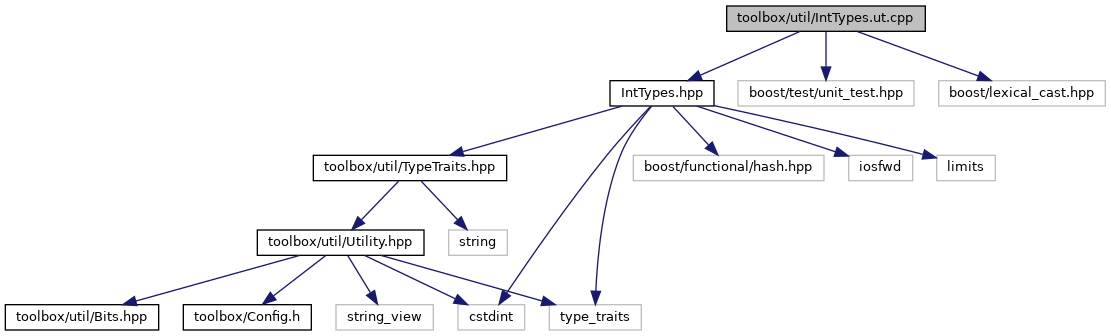 toolbox/util/IntTypes.ut.cpp
IntTypes.hpp
boost/test/unit_test.hpp
boost/lexical_cast.hpp
toolbox/util/TypeTraits.hpp
boost/functional/hash.hpp
iosfwd
limits
toolbox/util/Utility.hpp
string
toolbox/util/Bits.hpp
toolbox/Config.h
string_view
cstdint
type_traits